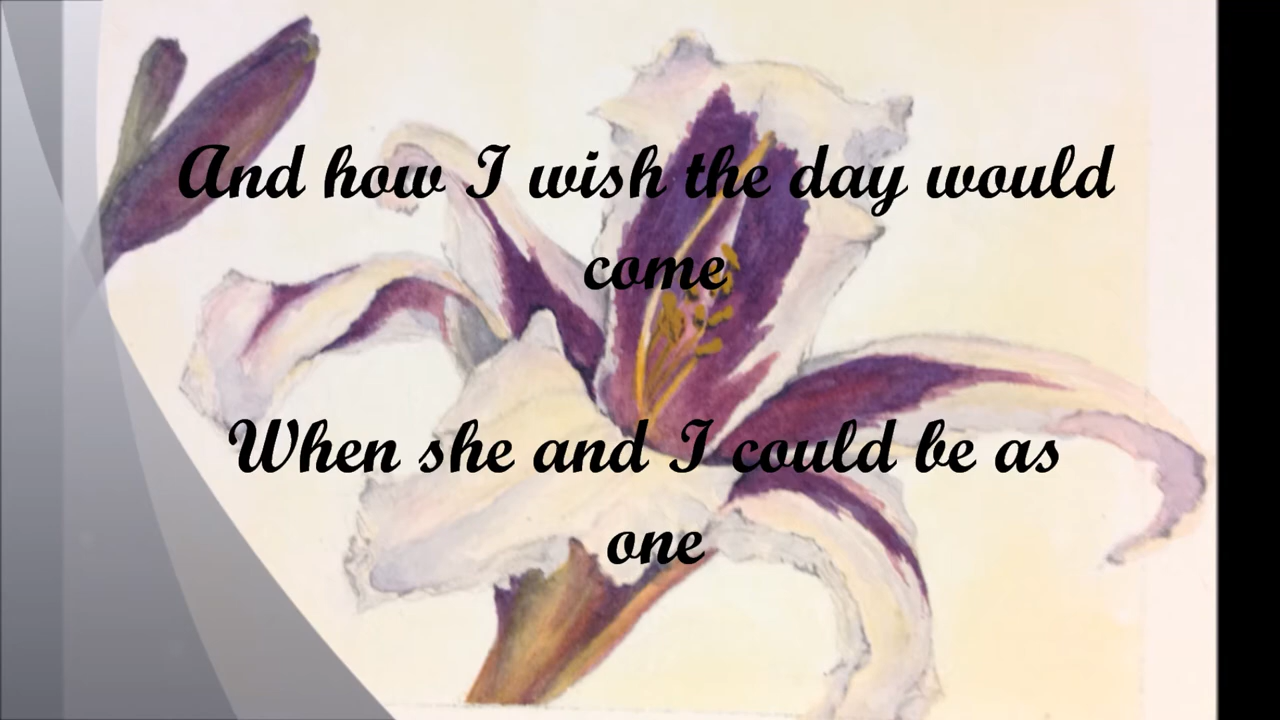 And how I wish the day would
come
When she and I could be as
one